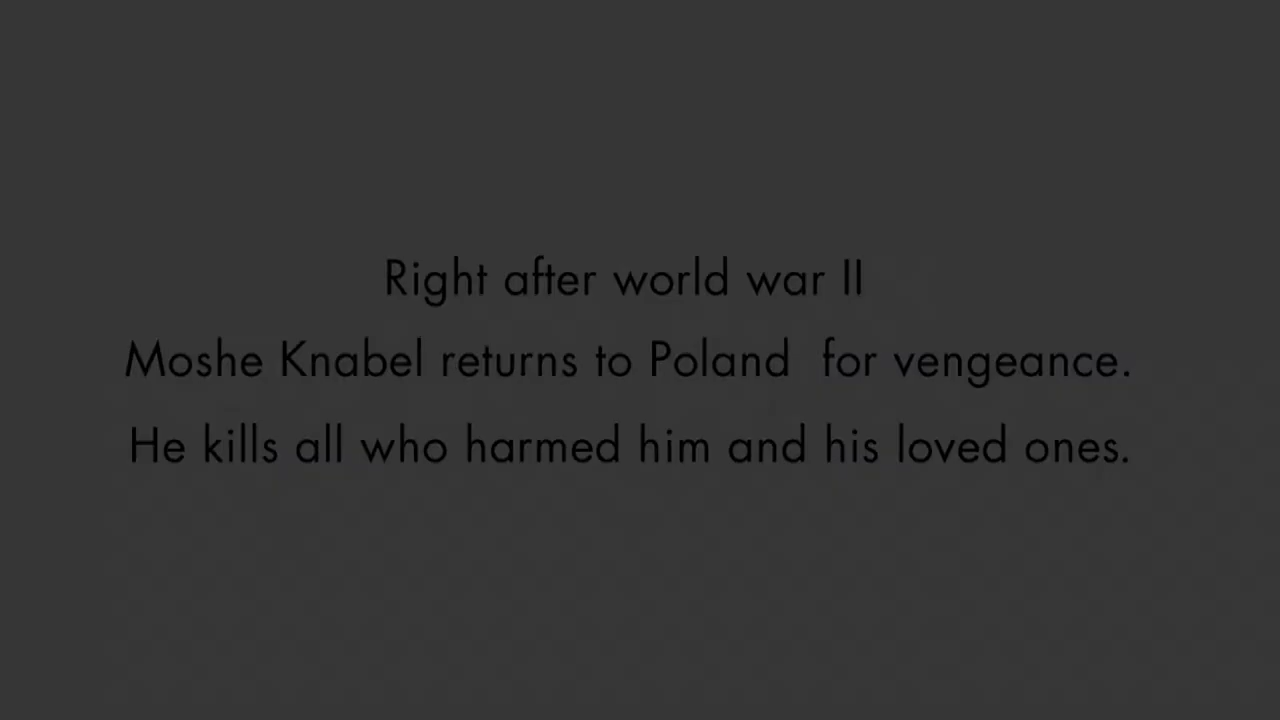 Right after world war II
Moshe Knabel returns to Poland  for vengeance.
He kills all who harmed him and his loved ones.